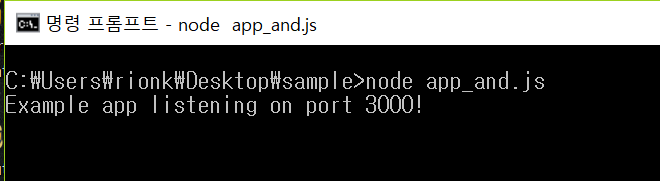 명령 프롬프트 - node app_and.js
C:₩Users₩rionk₩Desktop₩sample>node app_and.js
Example app listening on port 3000!